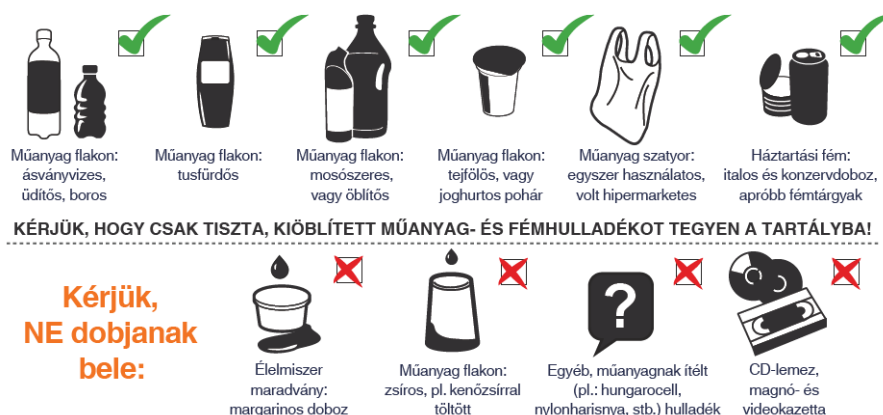 Műanyag flakon:
ásványvizes,
üdítős, boros
Műanyag flakon:
tusfürdős
Műanyag flakon:
mosószeres,
vagy öblítős
Műanyag flakon:
tejfölös, vagy
joghurtos pohár
Műanyag szatyor:
egyszer használatos,
volt hipermarketes
Háztartási fém:
italos és konzervdoboz,
apróbb fémtárgyak
KÉRJÜK, HOGY CSAK TISZTA, KIÖBLÍTETT MŰANYAG- ÉS FÉMHULLADÉKOT TEGYEN A TARTÁLYBA!
Kérjük,
NE dobjanak
bele:
Élelmiszer
maradvány:
margarinos doboz
Műanyag flakon:
zsíros, pl. kenőzsírral
töltött
?
Egyéb, műanyagnak ítélt
(pl.: hungarocell,
nylonharisnya, stb.) hulladék
CD-lemez,
magnó- és
videokazetta